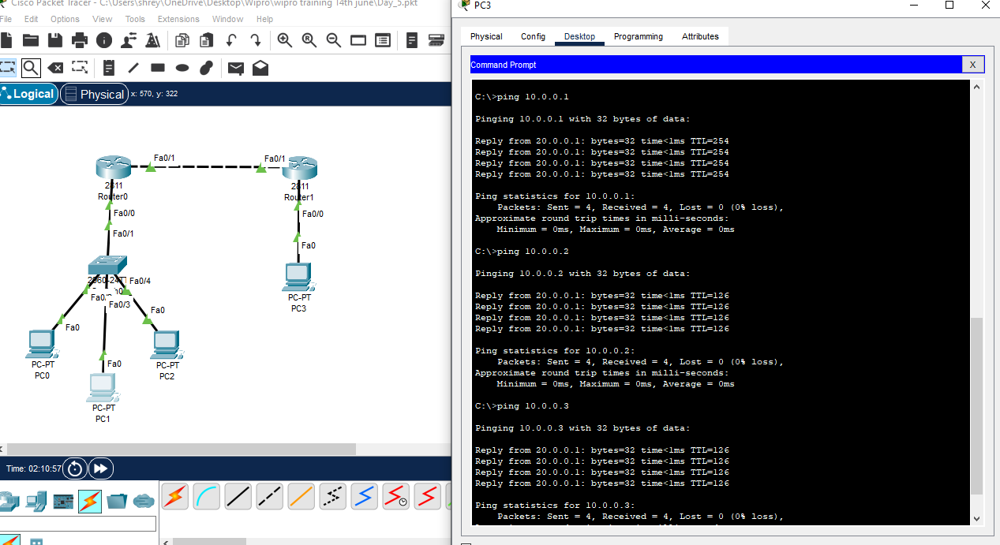 Cisco Packet Tracer - C:\Users\shrey\OneDrive\Desktop\Wipro\wipro training 14th june\Day_5.pkt
File Edit Options View Tools Extensions Window Help
Logical Physical x: 570, y: 322
Fa0/1
Fa0/1
2811
Router0
2811
Router1
Fa0/0
Fa0/0
Fa0/1
Fa0
2960-24TT
Fa0/4
Fa0/3
Fa0
Fa0
Fa0
PC-PT
PC3
PC-PT
PC0
PC-PT
PC2
PC-PT
PC1
Time: 02:10:57
PC3
Physical Config Desktop Programming Attributes
Command Prompt X
C:\>ping 10.0.0.1
Pinging 10.0.0.1 with 32 bytes of data:
Reply from 20.0.0.1: bytes=32 time<1ms TTL=254
Reply from 20.0.0.1: bytes=32 time<1ms TTL=254
Reply from 20.0.0.1: bytes=32 time<1ms TTL=254
Reply from 20.0.0.1: bytes=32 time<1ms TTL=254
Ping statistics for 10.0.0.1:
Packets: Sent = 4, Received = 4, Lost = 0 (0% loss),
Approximate round trip times in milli-seconds:
Minimum = 0ms, Maximum = 0ms, Average = 0ms
C:\>ping 10.0.0.2
Pinging 10.0.0.2 with 32 bytes of data:
Reply from 20.0.0.1: bytes=32 time<1ms TTL=126
Reply from 20.0.0.1: bytes=32 time<1ms TTL=126
Reply from 20.0.0.1: bytes=32 time<1ms TTL=126
Reply from 20.0.0.1: bytes=32 time<1ms TTL=126
Ping statistics for 10.0.0.2:
Packets: Sent = 4, Received = 4, Lost = 0 (0% loss),
Approximate round trip times in milli-seconds:
Minimum = 0ms, Maximum = 0ms, Average = 0ms
C:\>ping 10.0.0.3
Pinging 10.0.0.3 with 32 bytes of data:
Reply from 20.0.0.1: bytes=32 time<1ms TTL=126
Reply from 20.0.0.1: bytes=32 time<1ms TTL=126
Reply from 20.0.0.1: bytes=32 time<1ms TTL=126
Reply from 20.0.0.1: bytes=32 time<1ms TTL=126
Ping statistics for 10.0.0.3:
Packets: Sent = 4, Received = 4, Lost = 0 (0% loss),